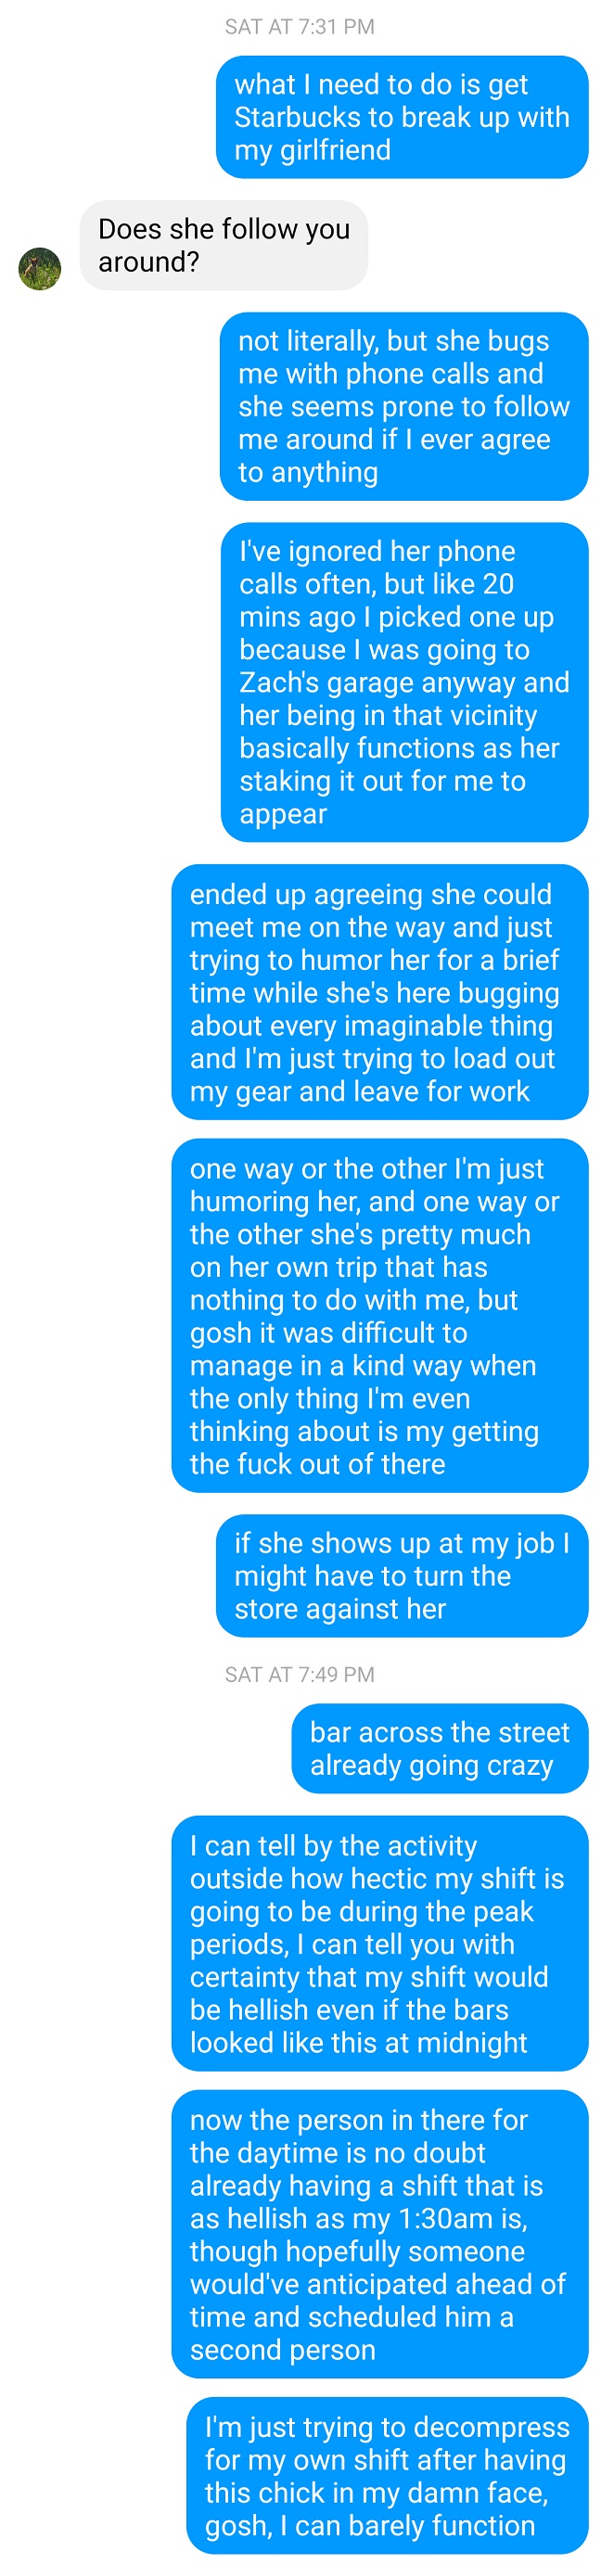 SAT AT 7:31 PM
what I need to do is get
Starbucks to break up with
my girlfriend
Does she follow you
around?
not literally, but she bugs
me with phone calls and
she seems prone to follow
me around if I ever agree
to anything
I've ignored her phone
calls often, but like 20
mins ago I picked one up
because I was going to
Zach's garage anyway and
her being in that vicinity
basically functions as her
staking it out for me to
appear
ended up agreeing she could
meet me on the way and just
trying to humor her for a brief
time while she's here bugging
about every imaginable thing
and I'm just trying to load out
my gear and leave for work
one way or the other I'm just
humoring her, and one way or
the other she's pretty much
on her own trip that has
nothing to do with me, but
gosh it was difficult to
manage in a kind way when
the only thing I'm even
thinking about is my getting
the fuck out of there
if she shows up at my job I
might have to turn the
store against her
SAT AT 7:49 PM
bar across the street
already going crazy
I can tell by the activity
outside how hectic my shift is
going to be during the peak
periods, I can tell you with
certainty that my shift would
be hellish even if the bars
looked like this at midnight
now the person in there for
the daytime is no doubt
already having a shift that is
as hellish as my 1:30am is,
though hopefully someone
would've anticipated ahead of
time and scheduled him a
second person
I'm just trying to decompress
for my own shift after having
this chick in my damn face,
gosh, I can barely function